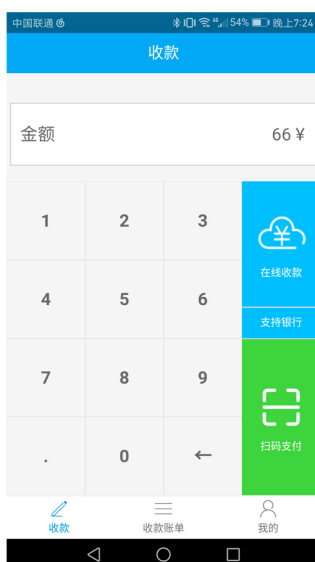 中国联通 54% 晚上7:24
收款
金额 66 ¥
1 2 3
在线收款
4 5 6
支持银行
7 8 9
扫码支付
. 0 ←
收款 收款账单 我的